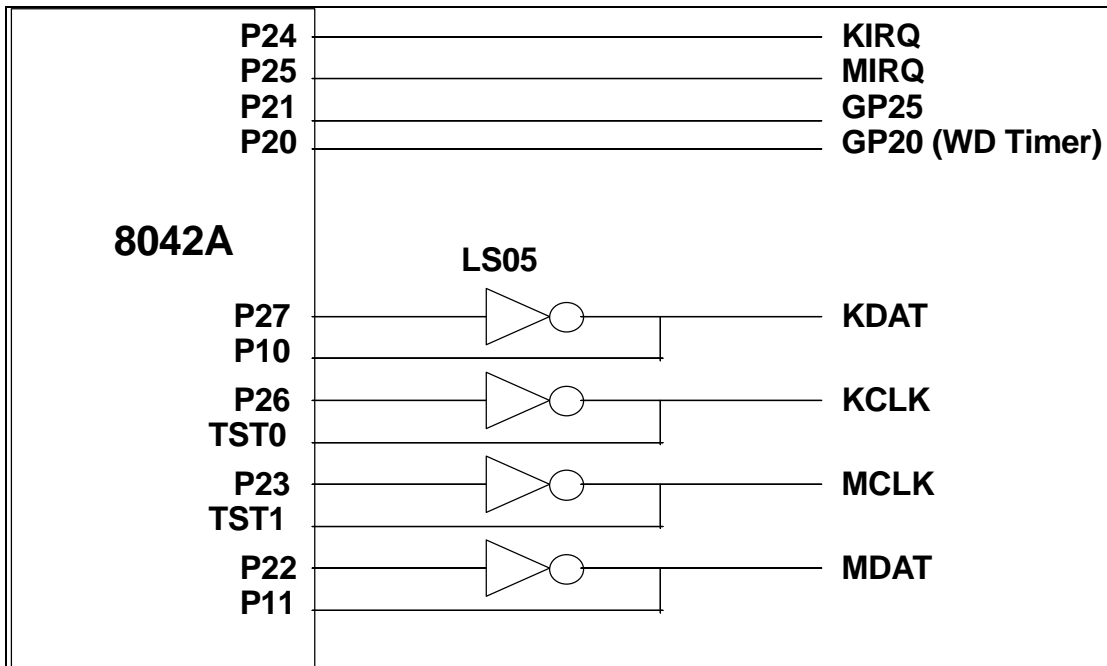 P24 KIRQ
P25 MIRQ
P21 GP25
P20 GP20 (WD Timer)
8042A
LS05
P27 KDAT
P10
P26 KCLK
TST0
P23 MCLK
TST1
P22 MDAT
P11